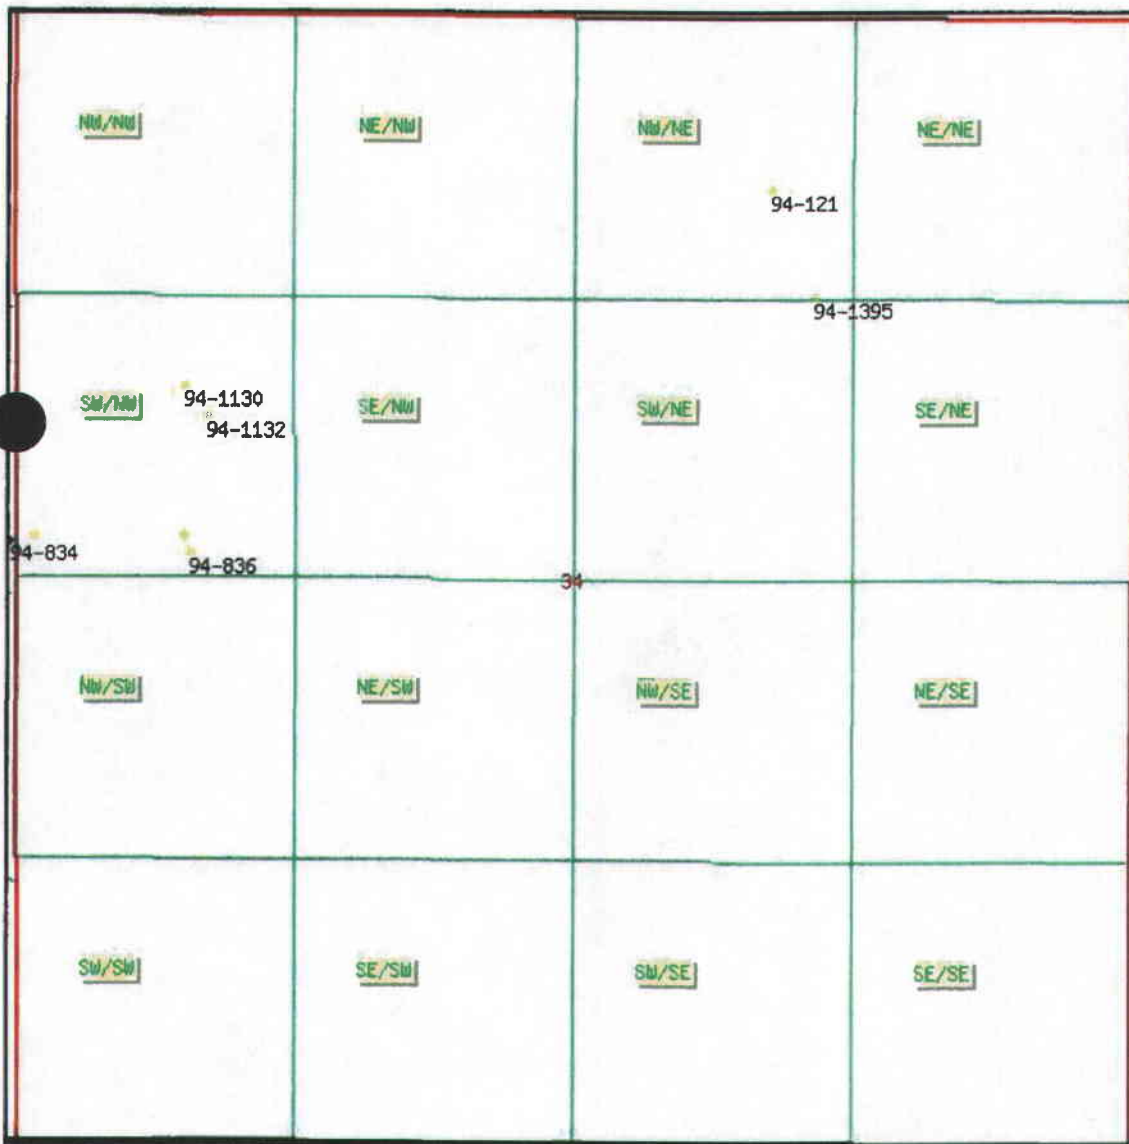 NW/NW
NE/NW
NW/NE
NE/NE
94-121
94-1395
SW/NW
94-1130
94-1132
SE/NW
SW/NE
SE/NE
94-834
94-836
34
NW/SW
NE/SW
NW/SE
NE/SE
SW/SW
SE/SW
SW/SE
SE/SE